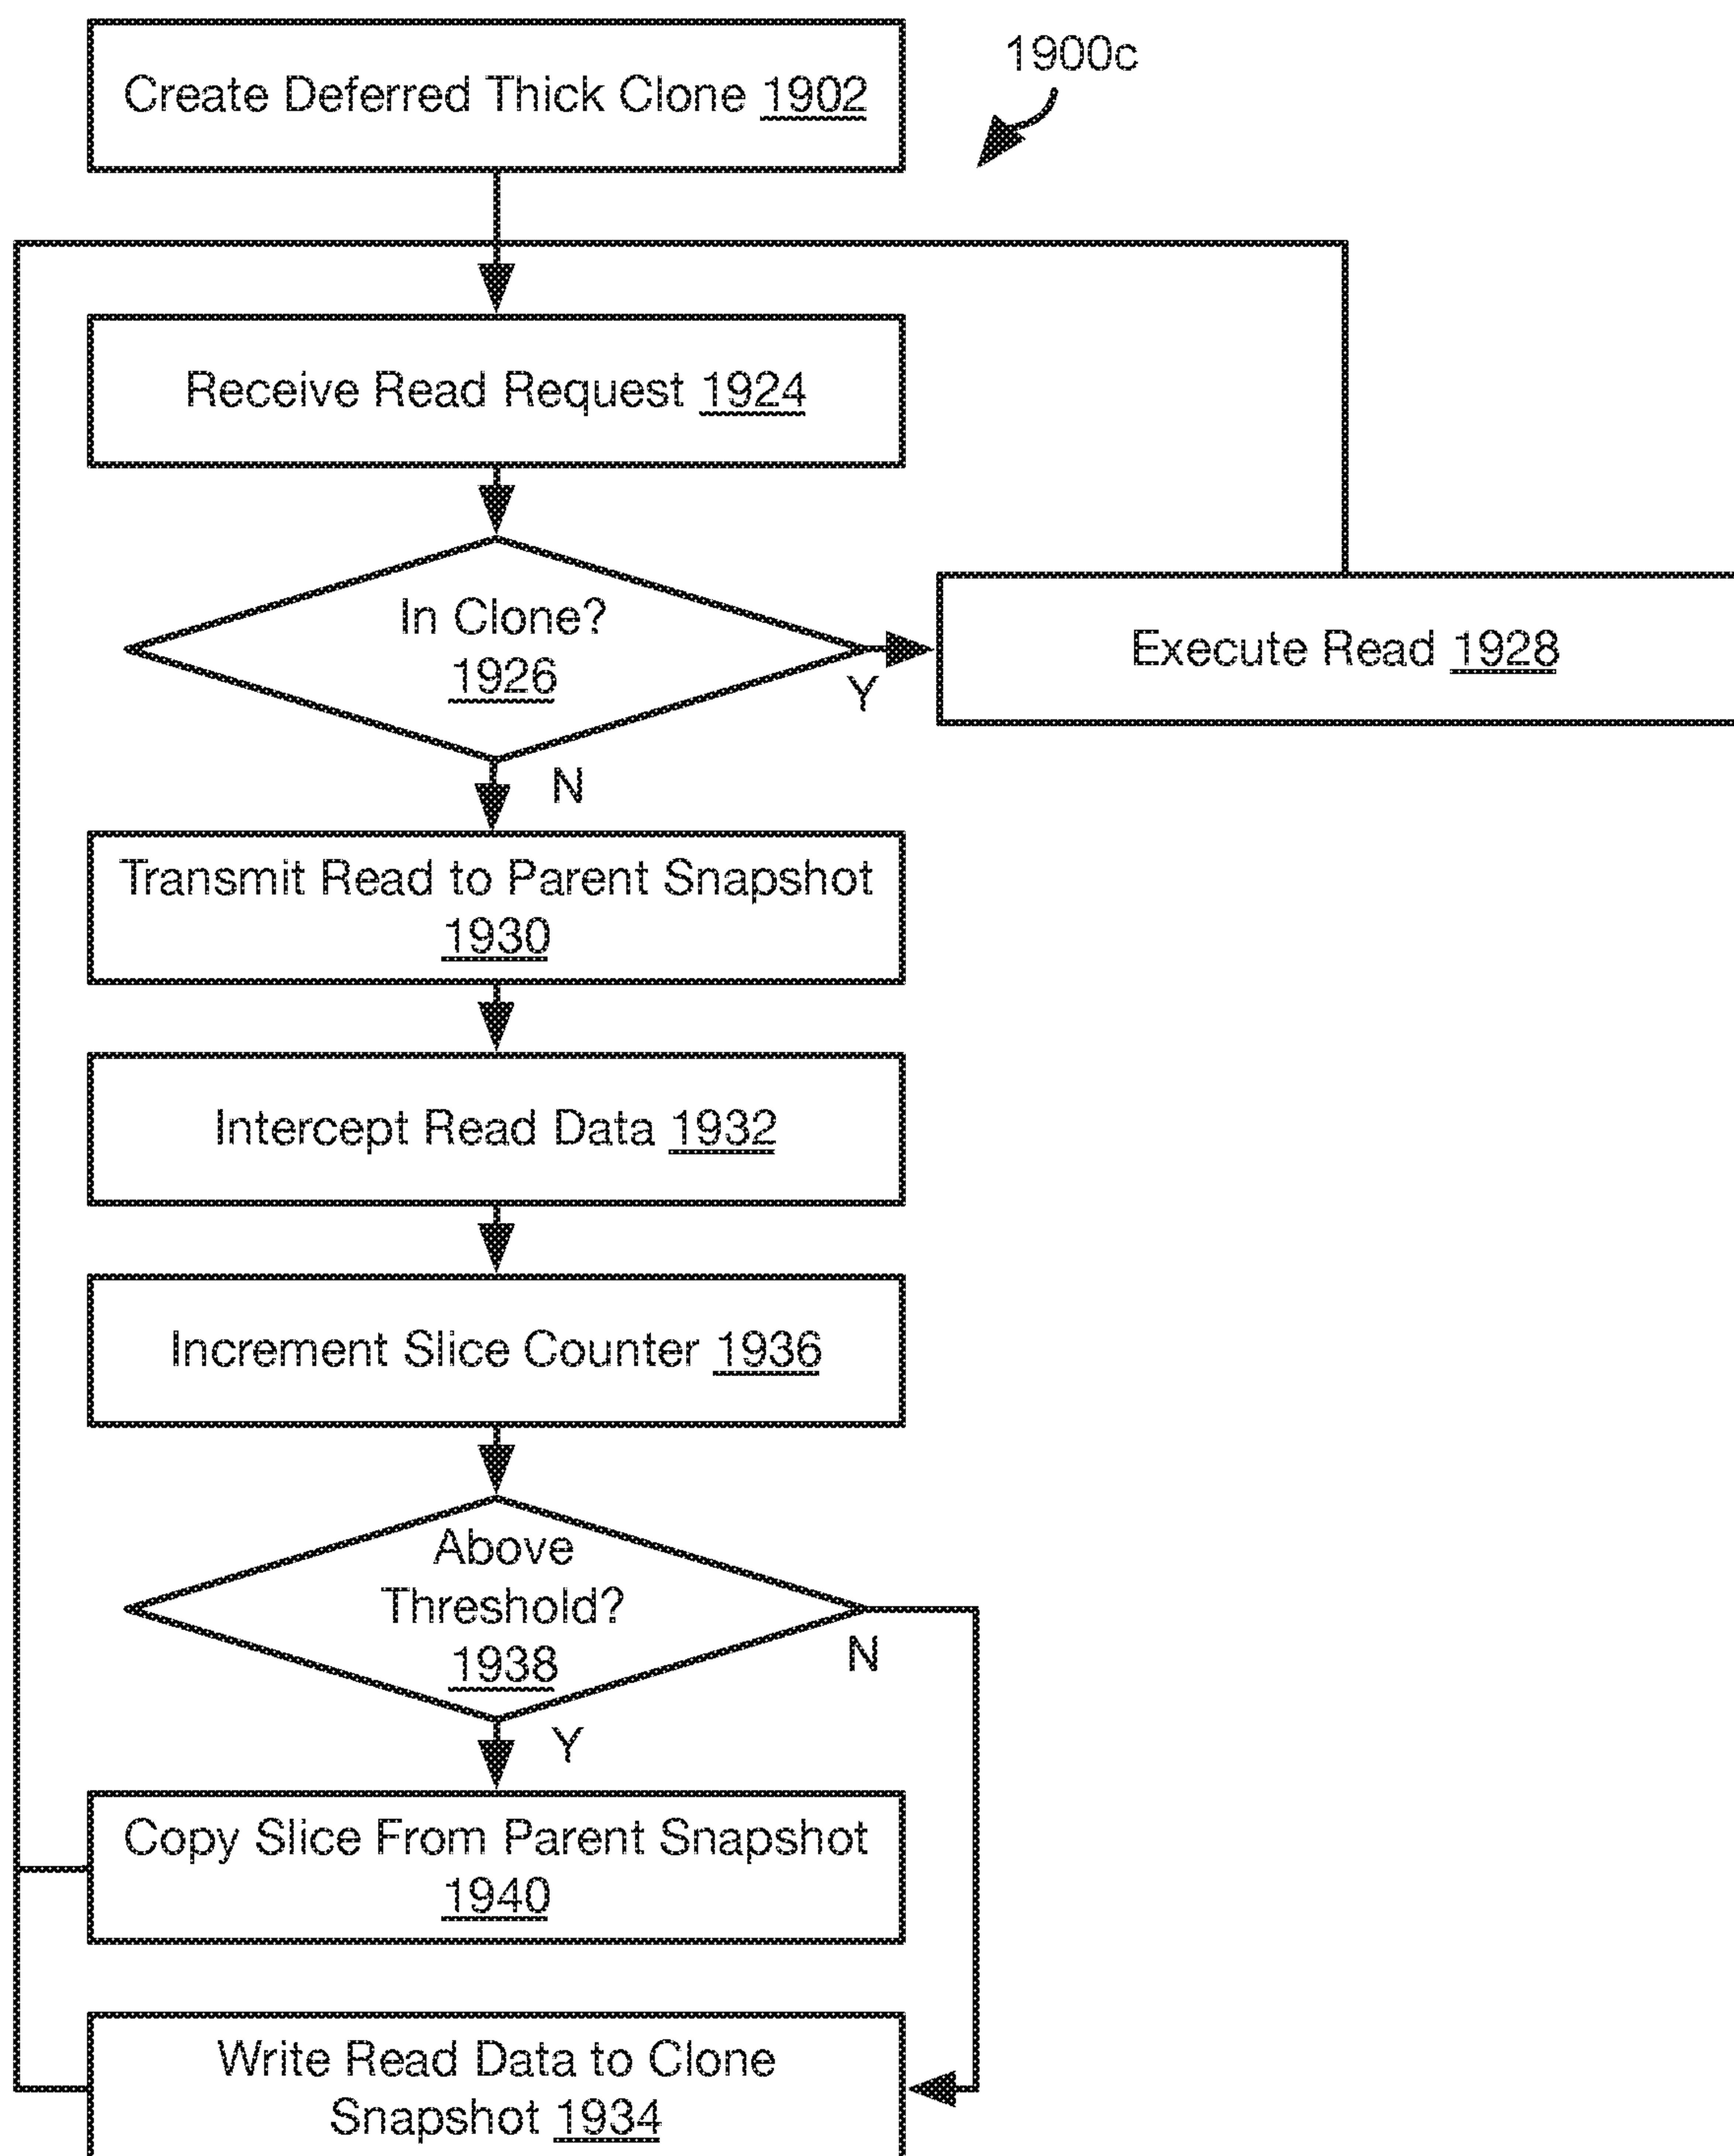 Create Deferred Thick Clone 1902
1900c
Receive Read Request 1924
In Clone?
1926
Y
Execute Read 1928
N
Transmit Read to Parent Snapshot
1930
Intercept Read Data 1932
Increment Slice Counter 1936
Above
Threshold?
1938
N
Y
Copy Slice From Parent Snapshot
1940
Write Read Data to Clone
Snapshot 1934